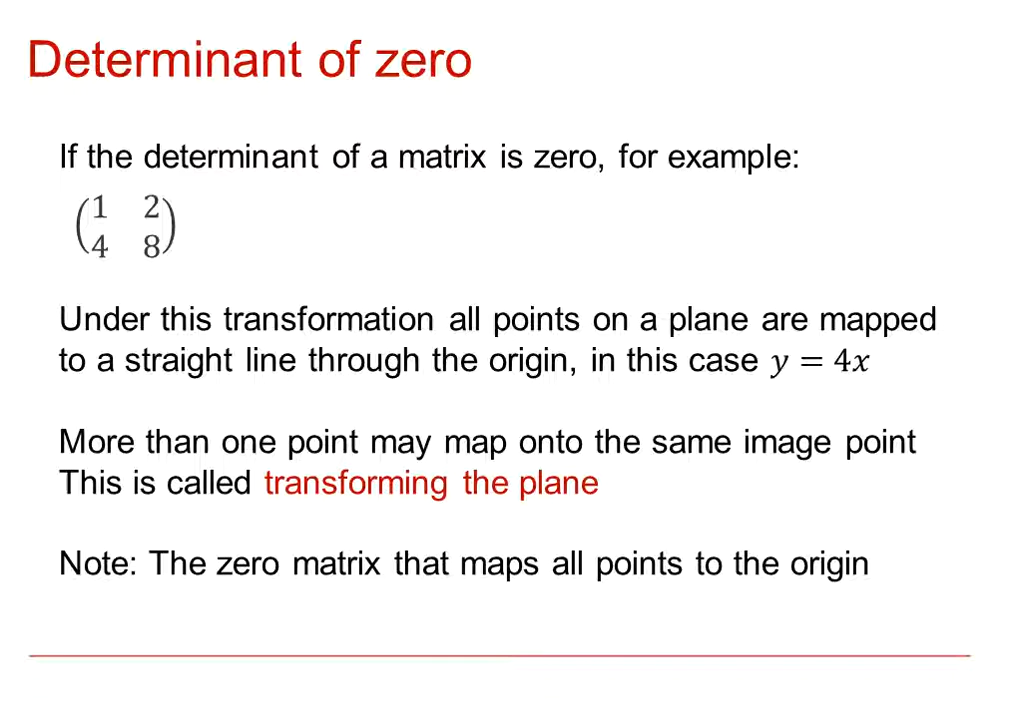 Determinant of zero
If the determinant of a matrix is zero, for example:
(1 2
4 8)
Under this transformation all points on a plane are mapped
to a straight line through the origin, in this case y = 4x
More than one point may map onto the same image point
This is called transforming the plane
Note: The zero matrix that maps all points to the origin